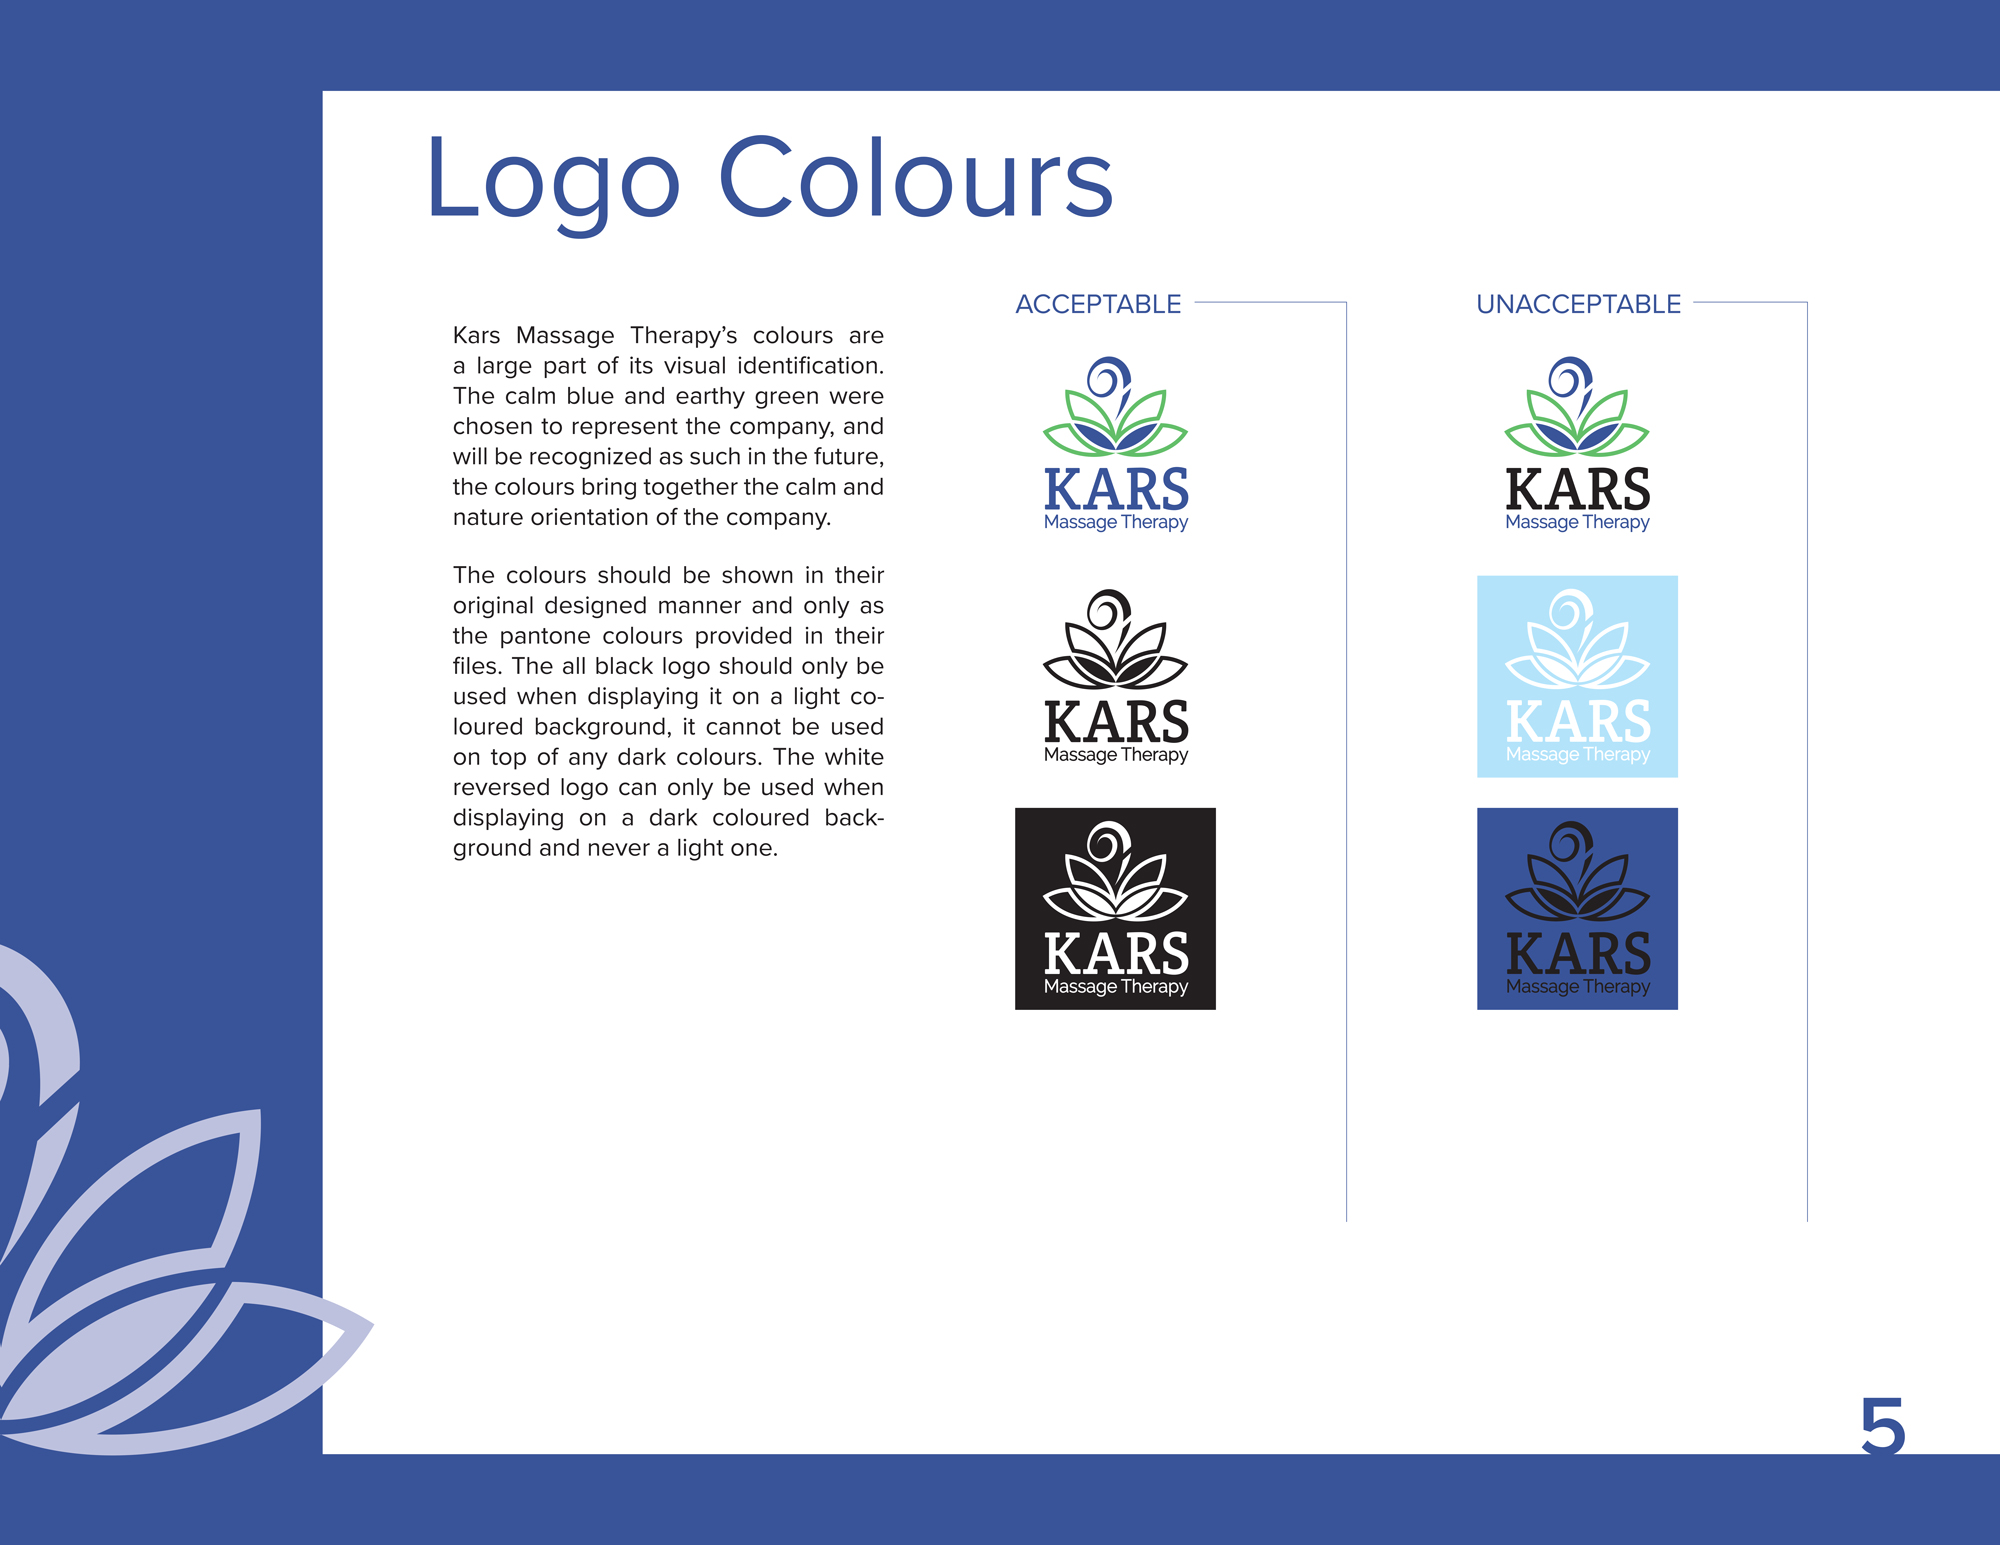 Logo Colours
Kars Massage Therapy’s colours are
a large part of its visual identification.
The calm blue and earthy green were
chosen to represent the company, and
will be recognized as such in the future,
the colours bring together the calm and
nature orientation of the company.
The colours should be shown in their
original designed manner and only as
the pantone colours provided in their
files. The all black logo should only be
used when displaying it on a light co-
loured background, it cannot be used
on top of any dark colours. The white
reversed logo can only be used when
displaying on a dark coloured back-
ground and never a light one.
ACCEPTABLE
KARS
Massage Therapy
KARS
Massage Therapy
KARS
Massage Therapy
UNACCEPTABLE
KARS
Massage Therapy
KARS
Massage Therapy
KARS
Massage Therapy
5